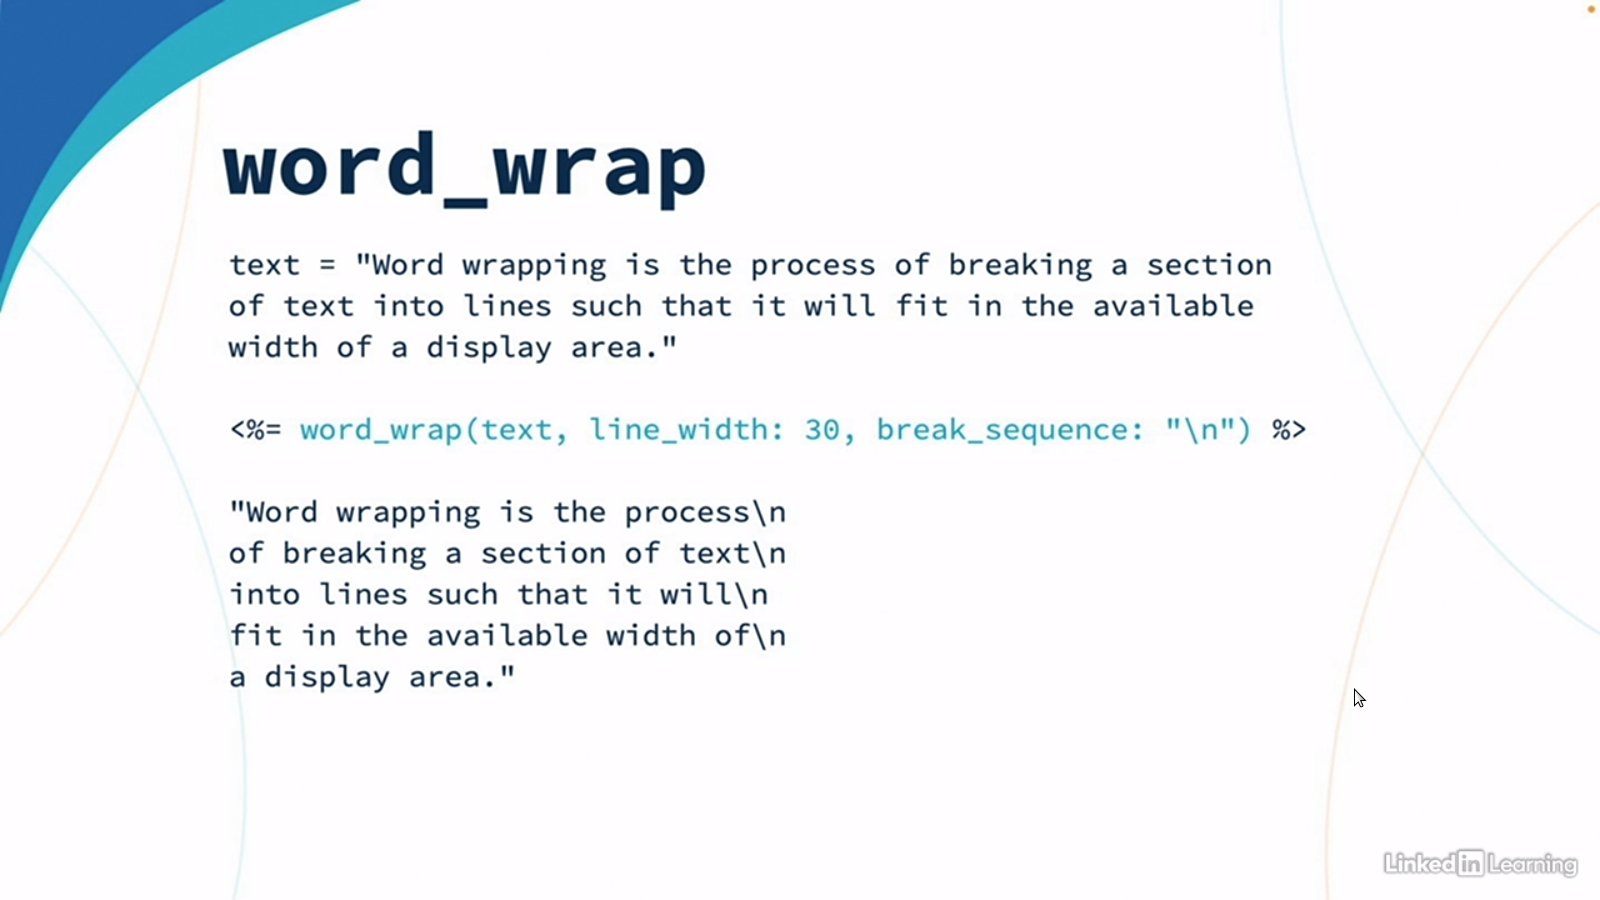 word_wrap
text = "Word wrapping is the process of breaking a section
of text into lines such that it will fit in the available
width of a display area."
<%= word_wrap(text, line_width: 30, break_sequence: "\n") %>
"Word wrapping is the process\n
of breaking a section of text\n
into lines such that it will\n
fit in the available width of\n
a display area."
Linked in Learning